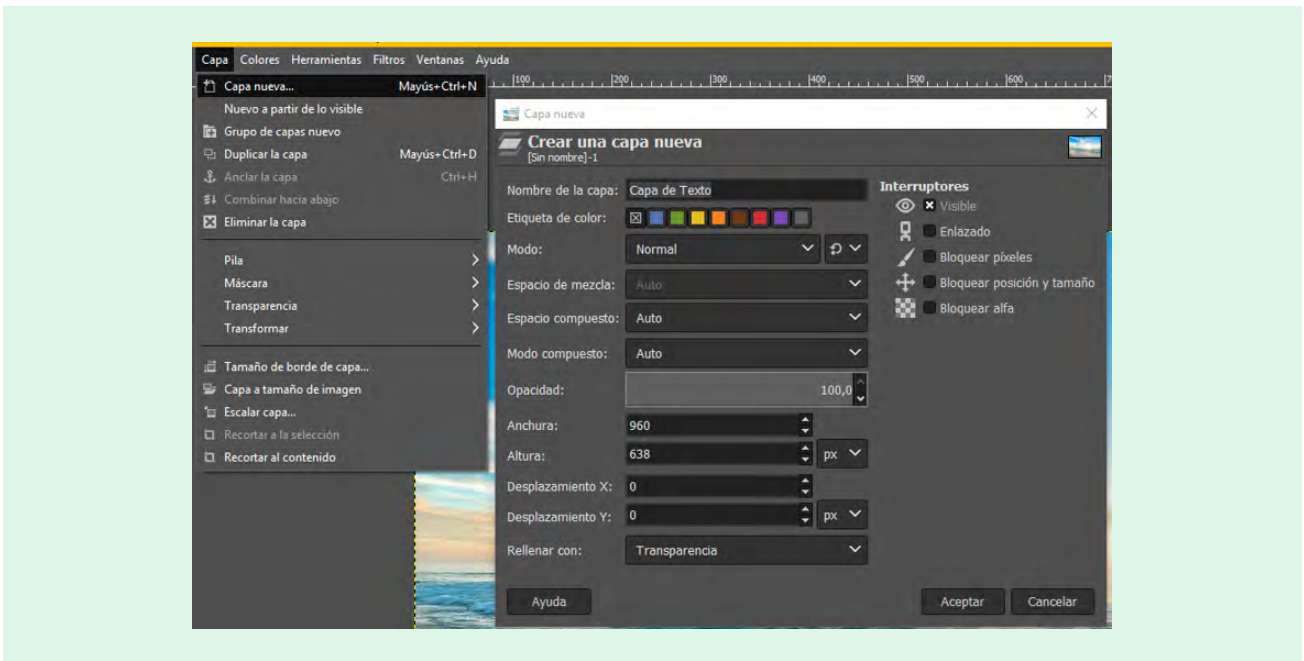 Capa Colores Herramientas Filtros Ventanas Ayuda
Capa nueva... Mayús+Ctrl+N
Nuevo a partir de lo visible
Grupo de capas nuevo
Duplicar la capa Mayús+Ctrl+D
Anclar la capa Ctrl+H
Combinar hacia abajo
Eliminar la capa
Pila
Máscara
Transparencia
Transformar
Tamaño de borde de capa...
Capa a tamaño de imagen
Escalar capa...
Recortar a la selección
Recortar al contenido
100 200 300 400 500 600
Capa nueva
Crear una capa nueva
[Sin nombre]-1
Nombre de la capa: Capa de Texto
Etiqueta de color:
Modo: Normal
Espacio de mezcla: Auto
Espacio compuesto: Auto
Modo compuesto: Auto
Opacidad: 100,0
Anchura: 960
Altura: 638 px
Desplazamiento X: 0
Desplazamiento Y: 0 px
Rellenar con: Transparencia
Interruptores
Visible
Enlazado
Bloquear píxeles
Bloquear posición y tamaño
Bloquear alfa
Ayuda Aceptar Cancelar